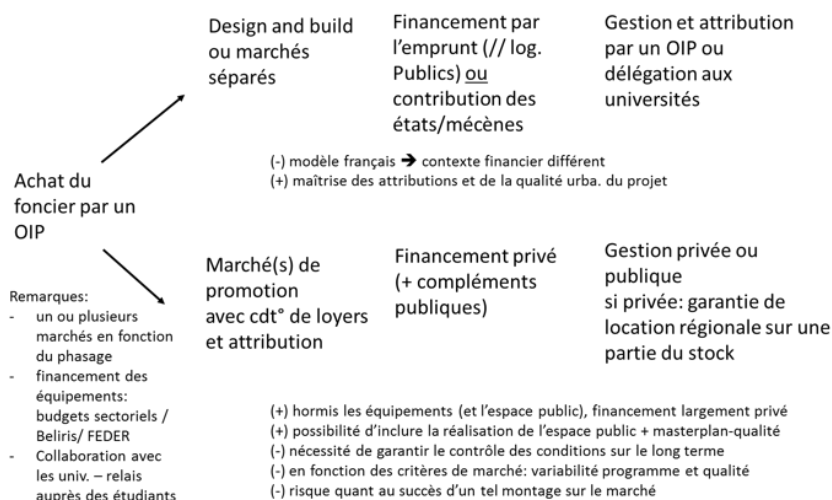 Design and build
ou marchés
séparés
Financement par
l’emprunt (// log.
Publics) ou
contribution des
états/mécènes
Gestion et attribution
par un OIP ou
délégation aux
universités
(-) modèle français ➔ contexte financier différent
(+) maîtrise des attributions et de la qualité urba. du projet
Achat du
foncier par un
OIP
Marché(s) de
promotion
avec cdt° de loyers
et attribution
Financement privé
(+ compléments
publiques)
Gestion privée ou
publique
si privée: garantie de
location régionale sur une
partie du stock
Remarques:
- un ou plusieurs
marchés en fonction
du phasage
- financement des
équipements:
budgets sectoriels /
Beliris/ FEDER
- Collaboration avec
les univ. – relais
auprès des étudiants
(+) hormis les équipements (et l’espace public), financement largement privé
(+) possibilité d’inclure la réalisation de l’espace public + masterplan-qualité
(-) nécessité de garantir le contrôle des conditions sur le long terme
(-) en fonction des critères de marché: variabilité programme et qualité
(-) risque quant au succès d’un tel montage sur le marché